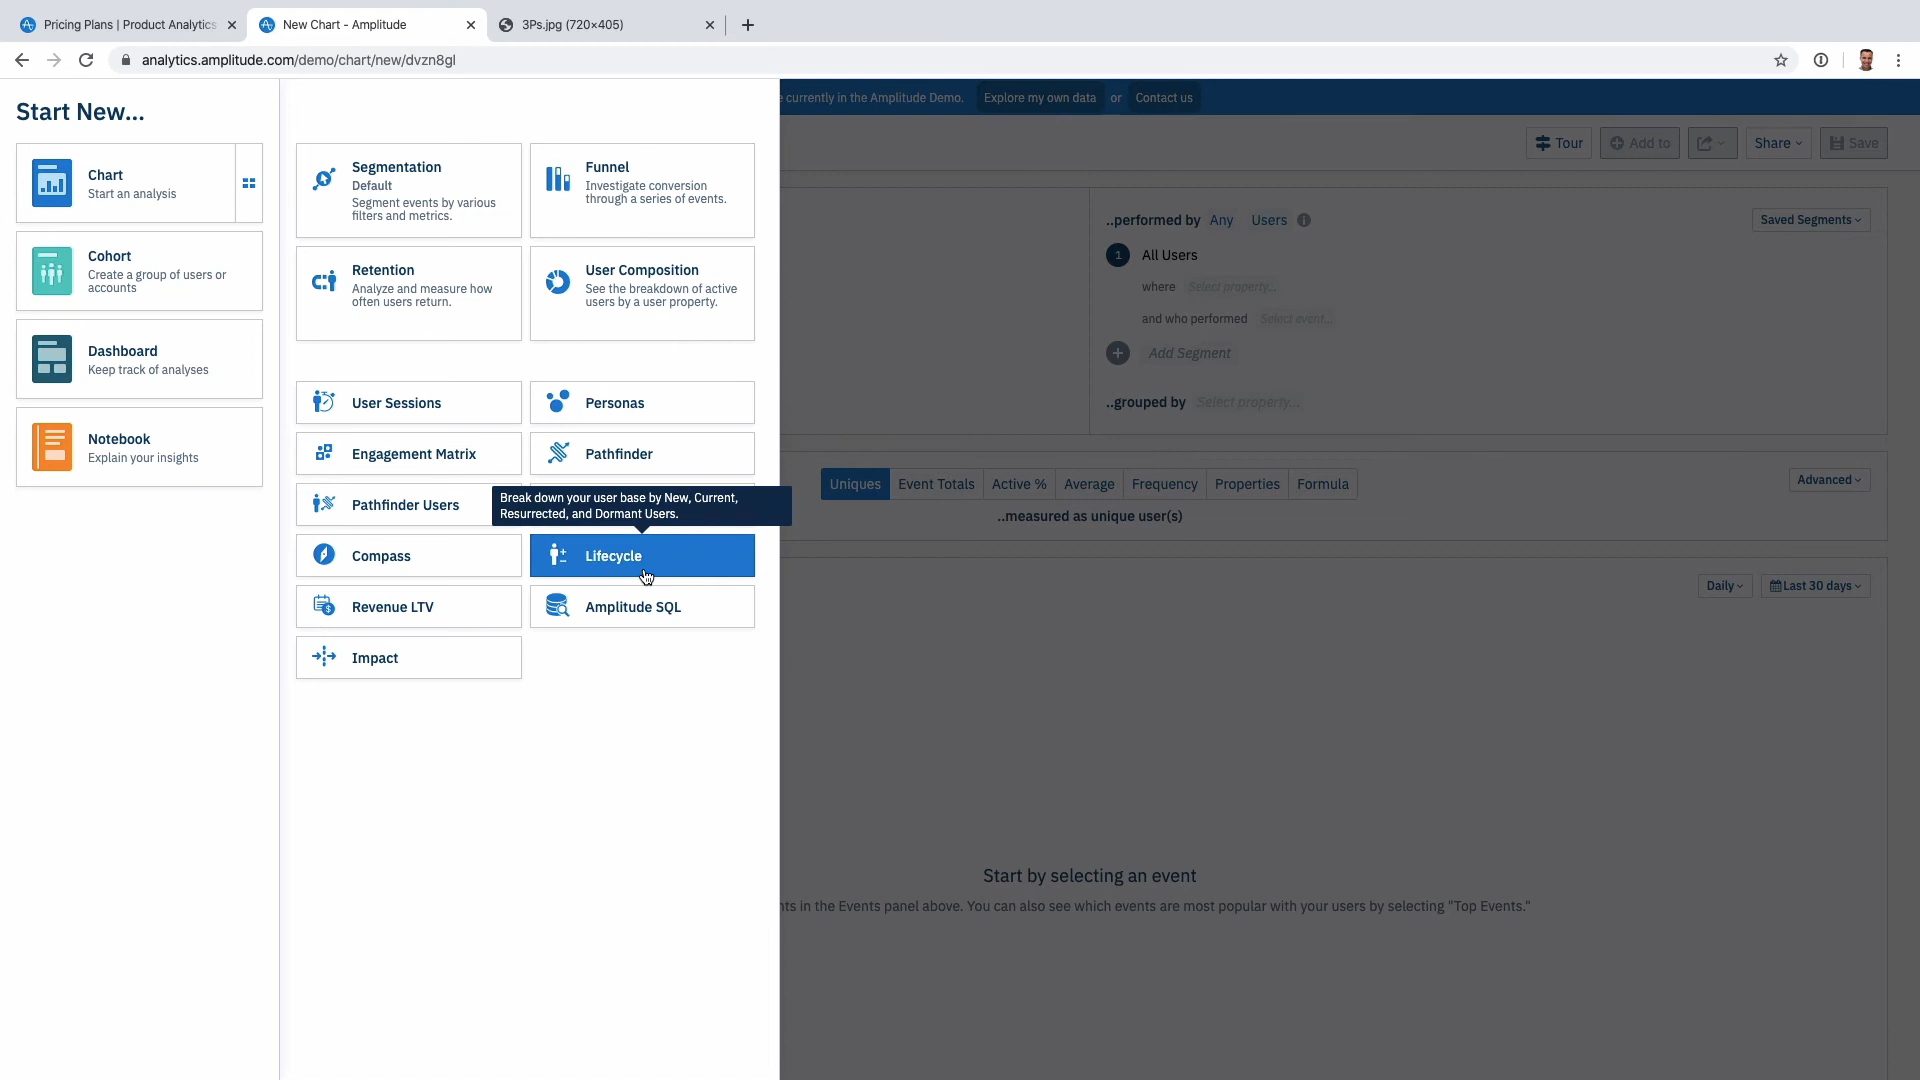 Pricing Plans | Product Analytics
New Chart - Amplitude
3Ps.jpg (720×405)
analytics.amplitude.com/demo/chart/new/dvzn8gl
Start New...
Chart
Start an analysis
Cohort
Create a group of users or
accounts
Dashboard
Keep track of analyses
Notebook
Explain your insights
Segmentation
Default
Segment events by various
filters and metrics.
Funnel
Investigate conversion
through a series of events.
Retention
Analyze and measure how
often users return.
User Composition
See the breakdown of active
users by a user property.
User Sessions
Personas
Engagement Matrix
Pathfinder
Pathfinder Users
Break down your user base by New, Current,
Resurrected, and Dormant Users.
Compass
Lifecycle
Revenue LTV
Amplitude SQL
Impact
currently in the Amplitude Demo. Explore my own data or Contact us
Tour
Add to
Share
Save
..performed by Any Users
Saved Segments
1 All Users
where Select property...
and who performed Select event...
Add Segment
..grouped by Select property...
Uniques Event Totals Active % Average Frequency Properties Formula
Advanced
..measured as unique user(s)
Daily
Last 30 days
Start by selecting an event
in the Events panel above. You can also see which events are most popular with your users by selecting "Top Events."